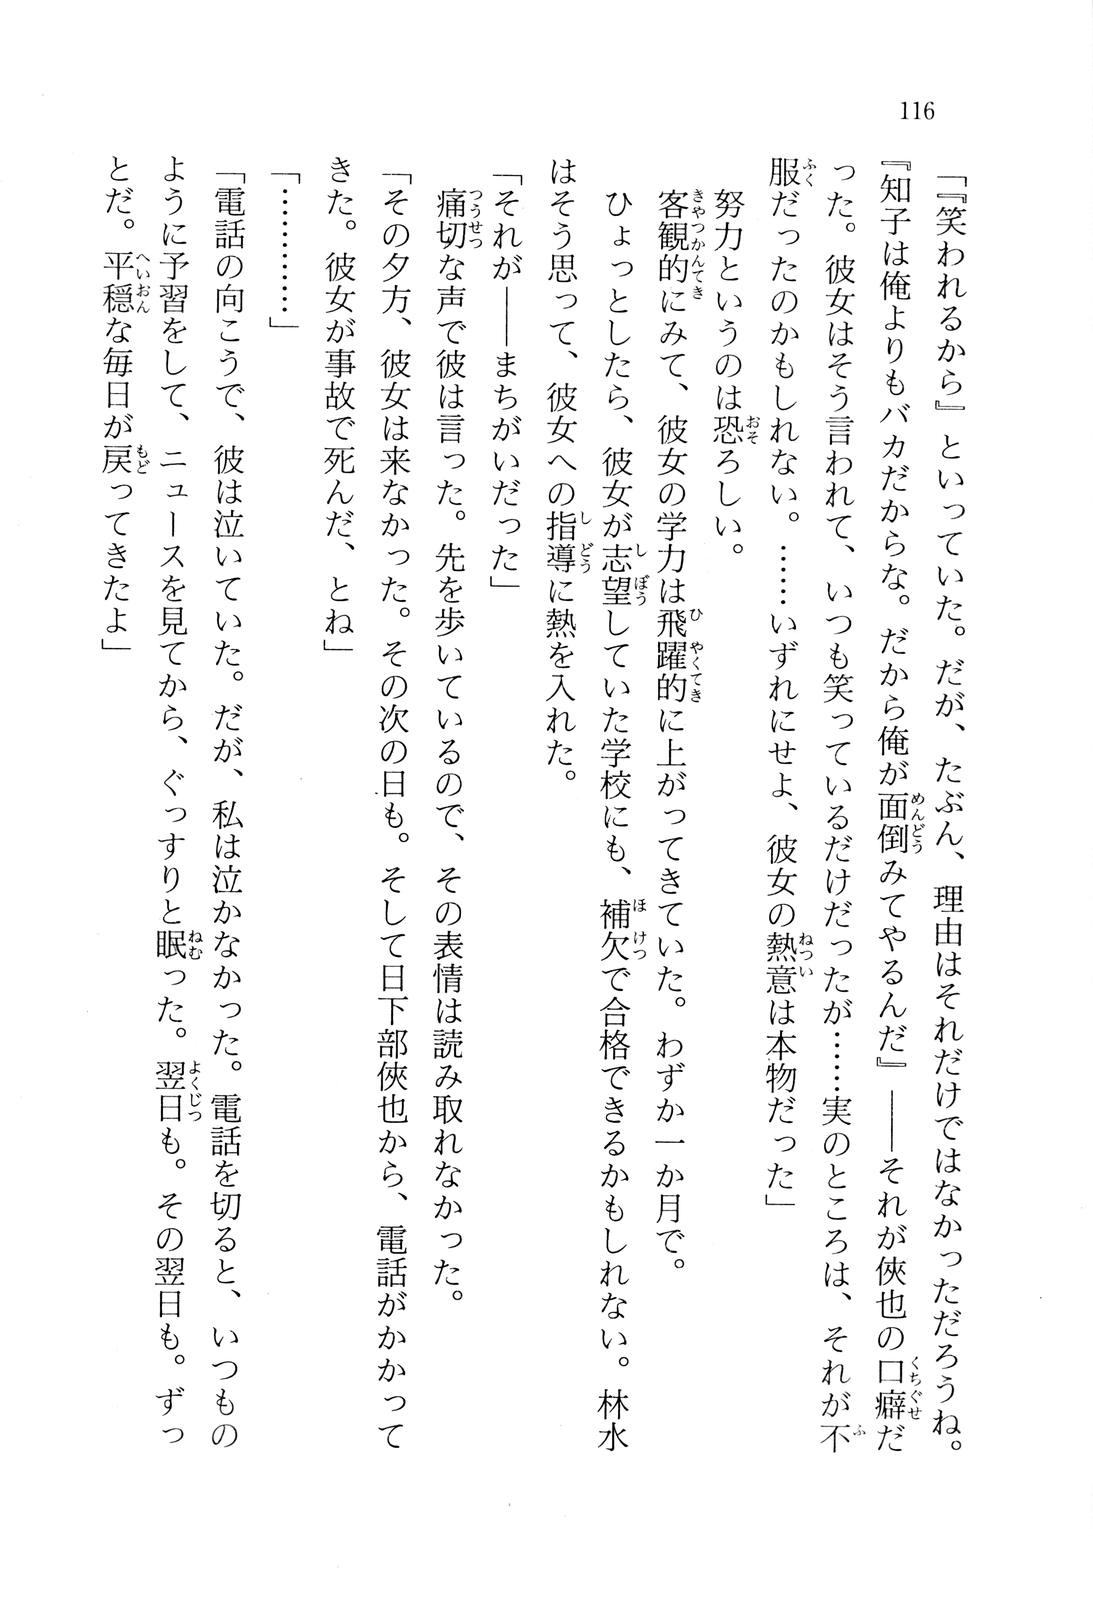 116
「『笑われるから』といっていた。だが、たぶん、理由はそれだけではなかっただろうね。
『知子は俺よりもバカだからな。だから俺が面倒みてやるんだ』――それが俠也の口癖だ
った。彼女はそう言われて、いつも笑っているだけだったが……実のところは、それが不
服だったのかもしれない。……いずれにせよ、彼女の熱意は本物だった」
努力というのは恐ろしい。
客観的にみて、彼女の学力は飛躍的に上がってきていた。わずか一か月で。
ひょっとしたら、彼女が志望していた学校にも、補欠で合格できるかもしれない。林水
はそう思って、彼女への指導に熱を入れた。
「それが――まちがいだった」
痛切な声で彼は言った。先を歩いているので、その表情は読み取れなかった。
「その夕方、彼女は来なかった。その次の日も。そして日下部俠也から、電話がかかって
きた。彼女が事故で死んだ、とね」
「…………」
「電話の向こうで、彼は泣いていた。だが、私は泣かなかった。電話を切ると、いつもの
ように予習をして、ニュースを見てから、ぐっすりと眠った。翌日も。その翌日も。ずっ
とだ。平穏な毎日が戻ってきたよ」